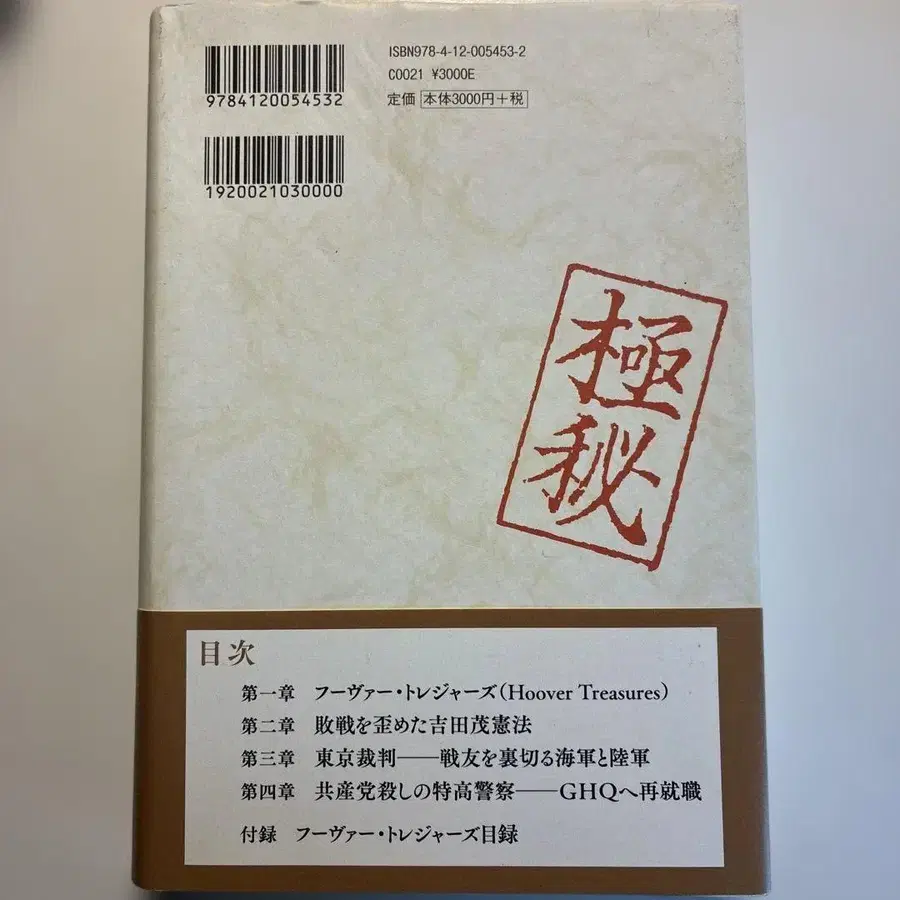 ISBN978-4-12-005453-2
C0021 ¥3000E
定価 本体3000円+税
9784120054532
1920021030000
極秘
目次
第一章 フーヴァー・トレジャーズ(Hoover Treasures)
第二章 敗戦を歪めた吉田茂憲法
第三章 東京裁判――戦友を裏切る海軍と陸軍
第四章 共産党殺しの特高警察――GHQへ再就職
付録 フーヴァー・トレジャーズ目録